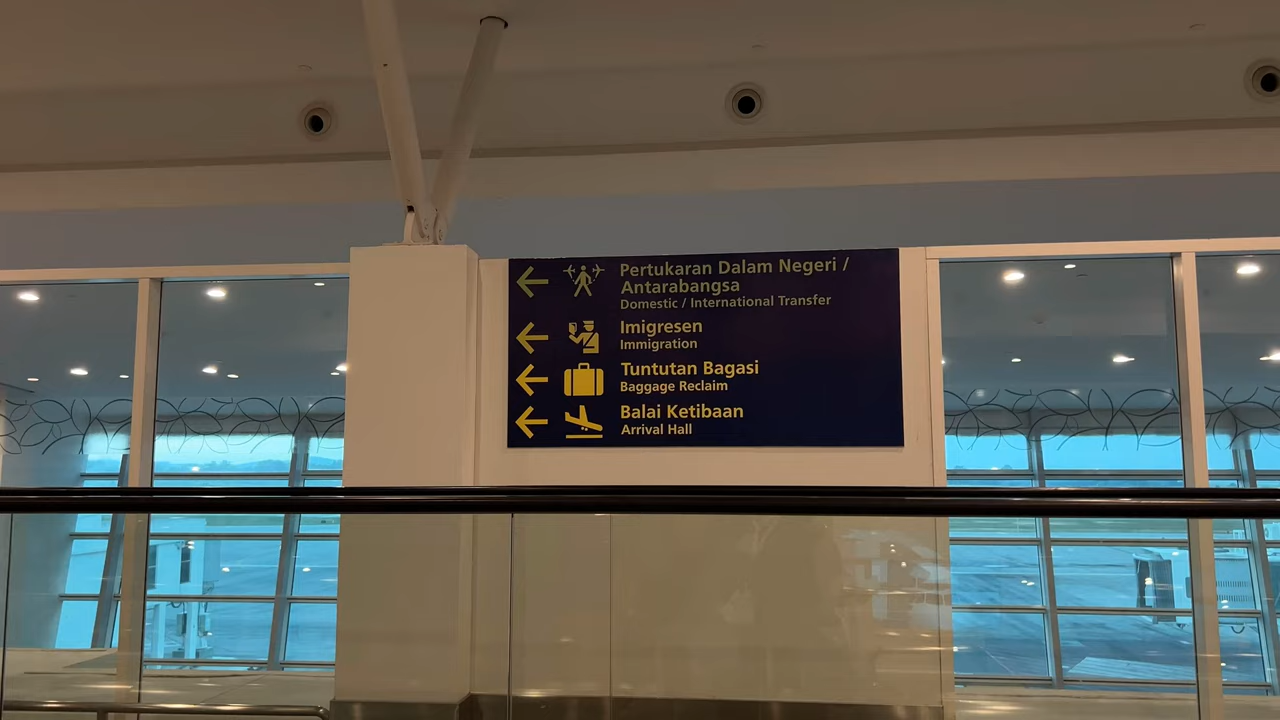 Pertukaran Dalam Negeri /
Antarabangsa
Domestic / International Transfer
Imigresen
Immigration
Tuntutan Bagasi
Baggage Reclaim
Balai Ketibaan
Arrival Hall